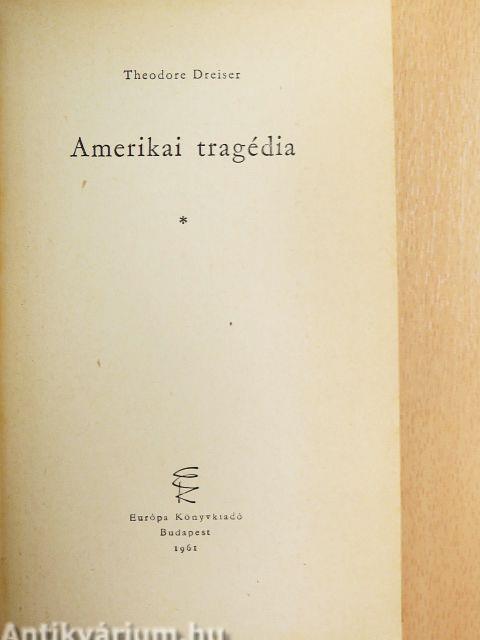 Theodore Dreiser
Amerikai tragédia
*
Európa Könyvkiadó
Budapest
1961
Antikvárium.hu